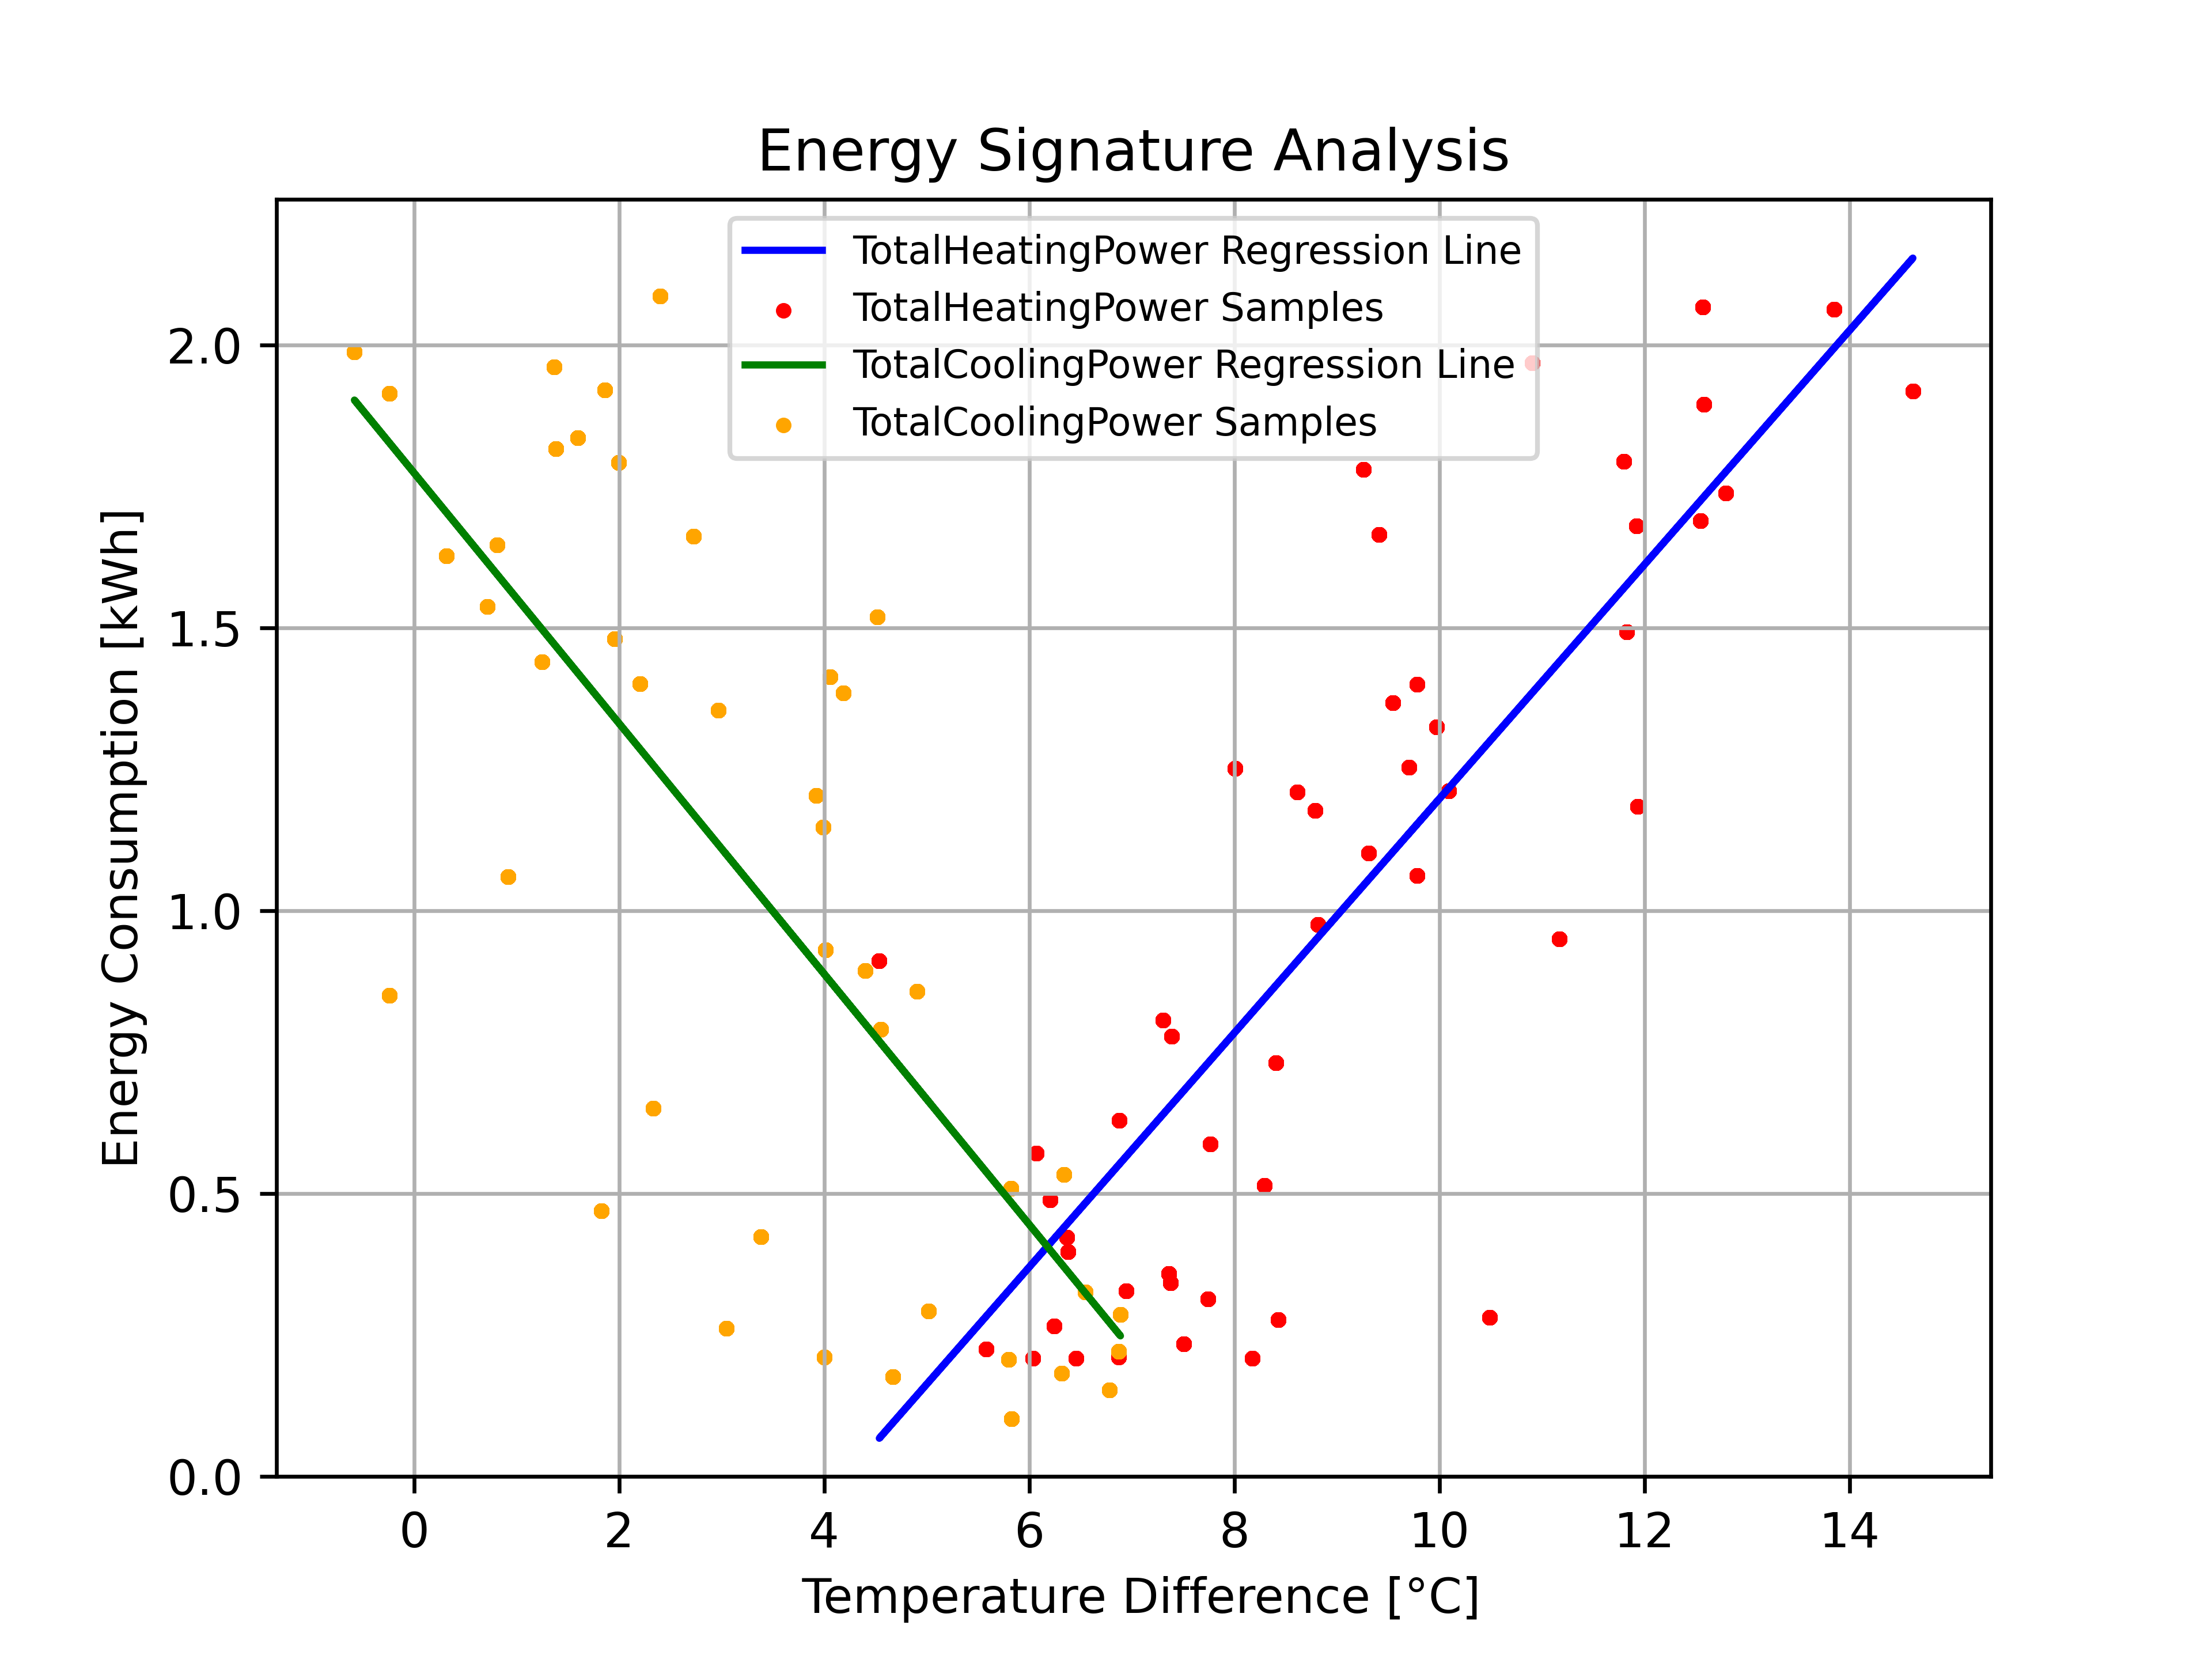 Energy Signature Analysis
TotalHeatingPower Regression Line
TotalHeatingPower Samples
TotalCoolingPower Regression Line
TotalCoolingPower Samples
Energy Consumption [kWh]
2.0
1.5
1.0
0.5
0.0
0 2 4 6 8 10 12 14
Temperature Difference [°C]